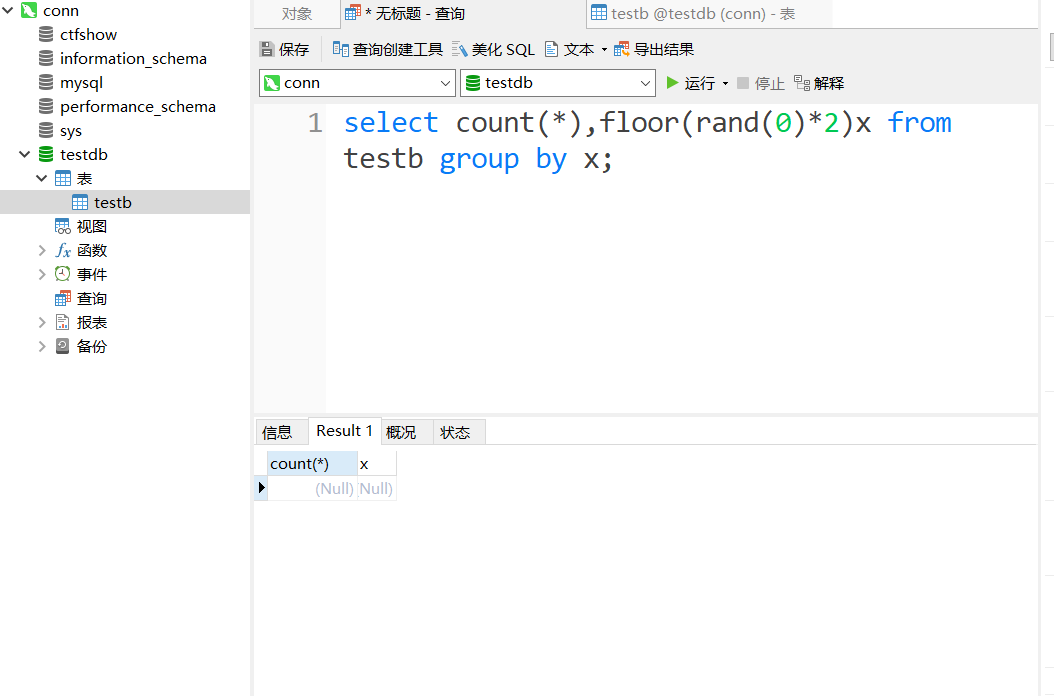 conn
ctfshow
information_schema
mysql
performance_schema
sys
testdb
表
testb
视图
fx 函数
事件
查询
报表
备份
对象
* 无标题 - 查询
testb @testdb (conn) - 表
保存
查询创建工具
美化 SQL
文本
导出结果
conn
testdb
运行
停止
解释
1
select count(*),floor(rand(0)*2)x from
testb group by x;
信息
Result 1
概况
状态
count(*) x
(Null) Null)